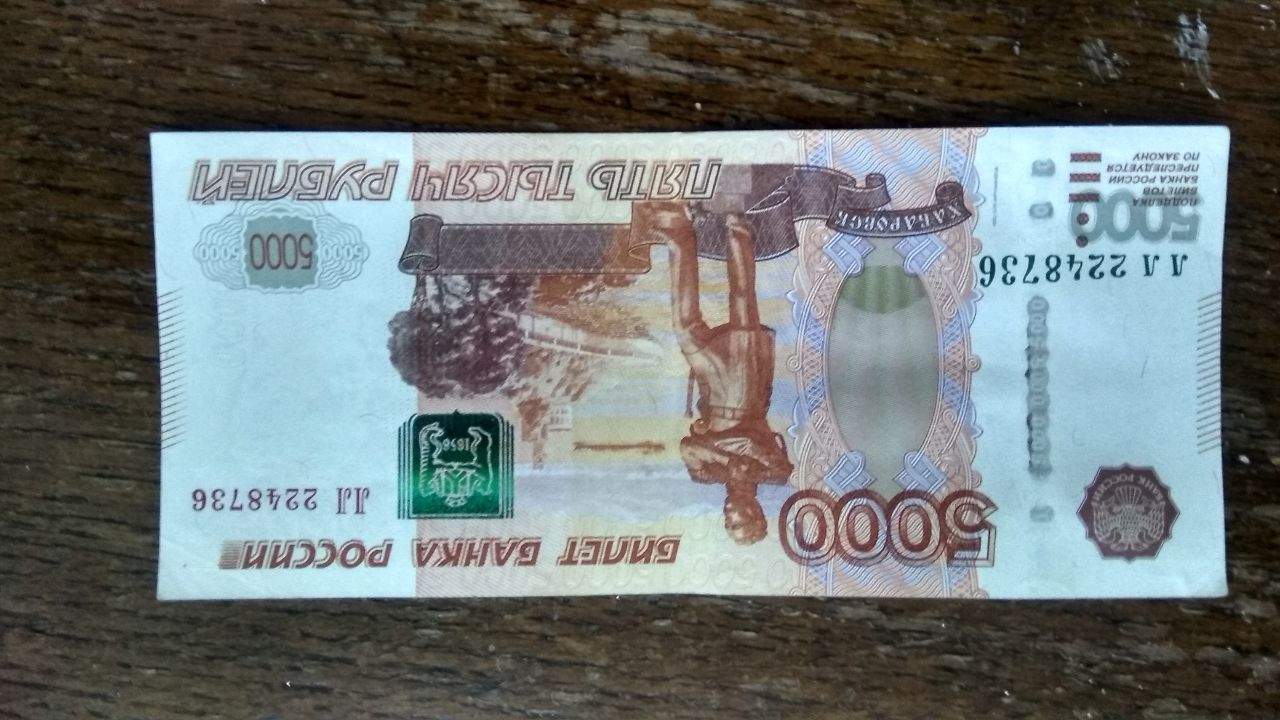 БАНК РОССИИ
5000
БИЛЕТ БАНКА РОССИИ
ЛЛ 2248736
1858
ЛЛ 2248736
5000
ХАБАРОВСК
5000
ПОДДЕЛКА
БИЛЕТОВ
БАНКА РОССИИ
ПРЕСЛЕДУЕТСЯ
ПО ЗАКОНУ
ПЯТЬ ТЫСЯЧ РУБЛЕЙ